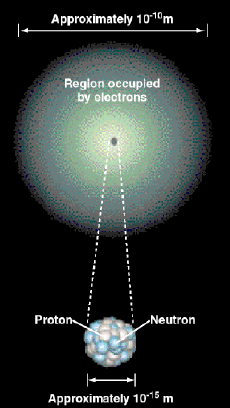 Approximately 10⁻¹⁰m
Region occupied
by electrons
Proton
Neutron
Approximately 10⁻¹⁵ m